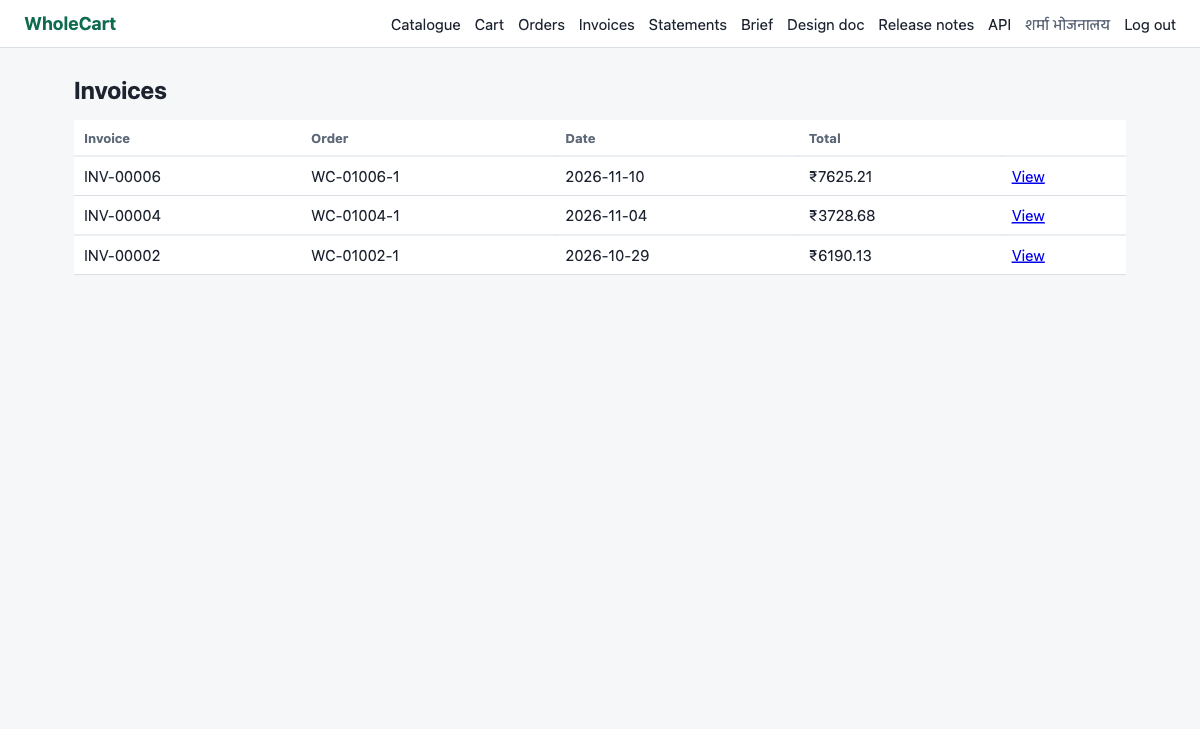 WholeCart Catalogue Cart Orders Invoices Statements Brief Design doc Release notes API शर्मा भोजनालय Log out
Invoices
Invoice Order Date Total
INV-00006 WC-01006-1 2026-11-10 ₹7625.21 View
INV-00004 WC-01004-1 2026-11-04 ₹3728.68 View
INV-00002 WC-01002-1 2026-10-29 ₹6190.13 View